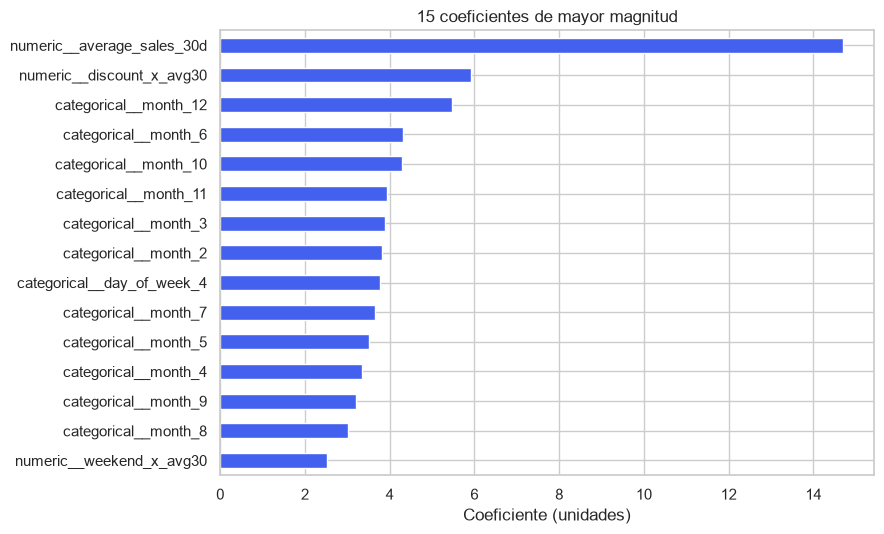 15 coeficientes de mayor magnitud
numeric__average_sales_30d
numeric__discount_x_avg30
categorical__month_12
categorical__month_6
categorical__month_10
categorical__month_11
categorical__month_3
categorical__month_2
categorical__day_of_week_4
categorical__month_7
categorical__month_5
categorical__month_4
categorical__month_9
categorical__month_8
numeric__weekend_x_avg30
0 2 4 6 8 10 12 14
Coeficiente (unidades)